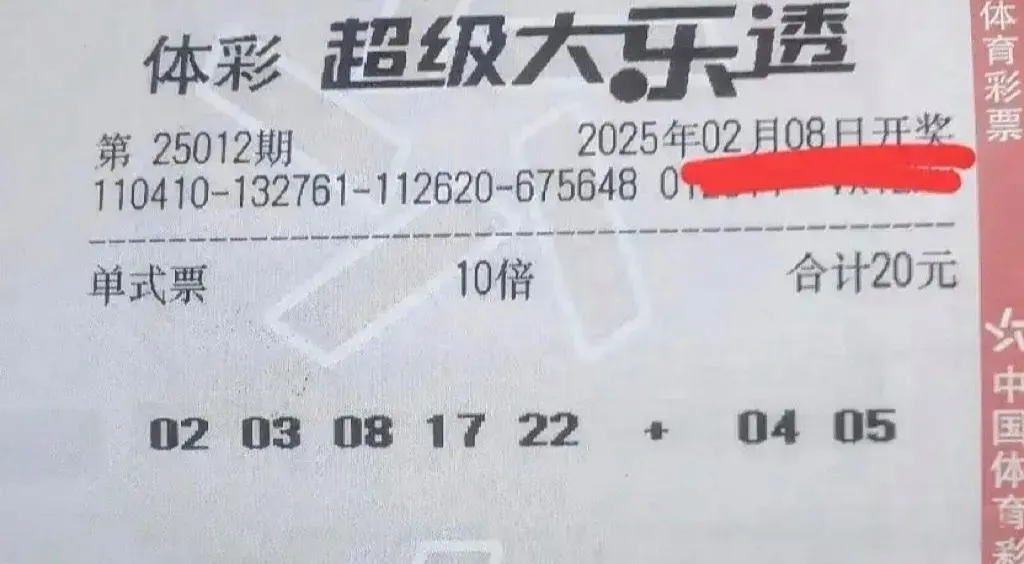 体彩 超级大乐透
第 25012期 2025年02月08日开奖
110410-132761-112620-675648
单式票 10倍 合计20元
02 03 08 17 22 + 04 05
体育彩票
中国体育彩